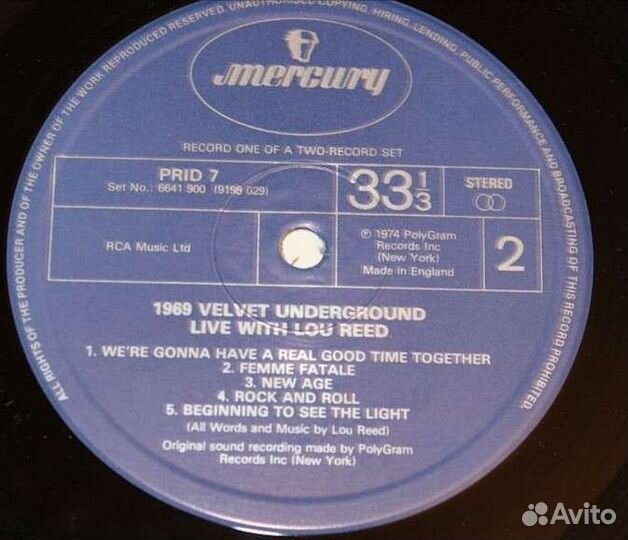 ALL RIGHTS OF THE PRODUCER AND OF THE OWNER OF THE WORK REPRODUCED RESERVED. UNAUTHORISED COPYING, HIRING, LENDING, PUBLIC PERFORMANCE AND BROADCASTING OF THIS RECORD PROHIBITED.
mercury
RECORD ONE OF A TWO-RECORD SET
PRID 7
Set No.: 6641 900 (9198 029)
33 1/3
STEREO
RCA Music Ltd
℗ 1974 PolyGram
Records Inc
(New York)
Made in England
2
1969 VELVET UNDERGROUND
LIVE WITH LOU REED
1. WE'RE GONNA HAVE A REAL GOOD TIME TOGETHER
2. FEMME FATALE
3. NEW AGE
4. ROCK AND ROLL
5. BEGINNING TO SEE THE LIGHT
(All Words and Music by Lou Reed)
Original sound recording made by PolyGram
Records Inc (New York)
Avito